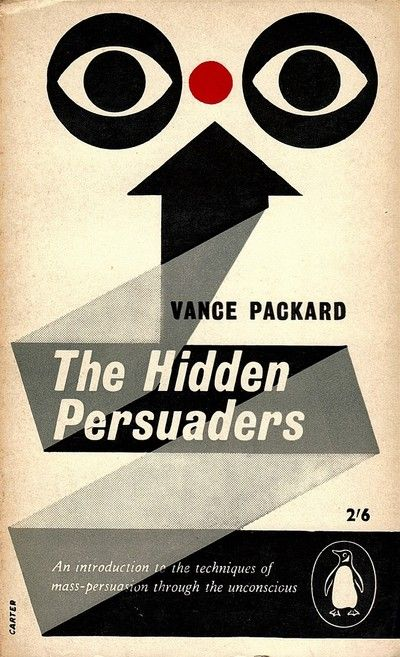 VANCE PACKARD
The Hidden
Persuaders
2/6
An introduction to the techniques of
mass-persuasion through the unconscious
CARTER